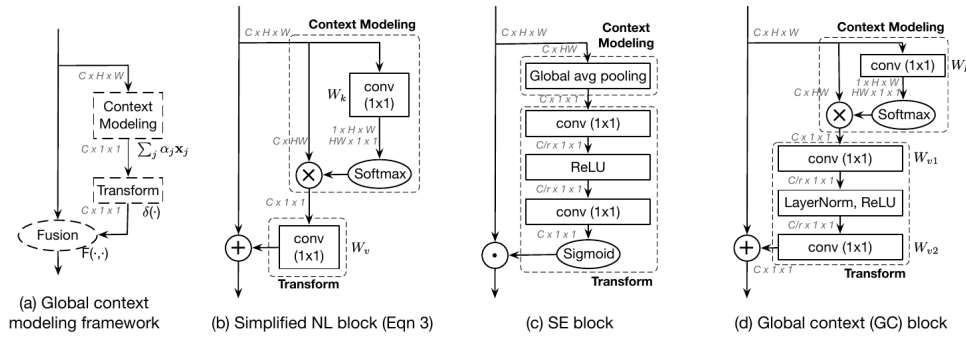 C x H x W
Context
Modeling
C x 1 x 1
∑j αjxj
Transform
C x 1 x 1
δ(·)
Fusion
F(·,·)
(a) Global context
modeling framework
Context Modeling
C x H x W
conv
(1x1)
Wk
1 x H x W
HW x 1 x 1
C x HW
Softmax
C x 1 x 1
conv
(1x1)
Wv
Transform
(b) Simplified NL block (Eqn 3)
C x H x W
Context
Modeling
C x HW
Global avg pooling
C x 1 x 1
conv (1x1)
C/r x 1 x 1
ReLU
C/r x 1 x 1
conv (1x1)
C x 1 x 1
Sigmoid
Transform
(c) SE block
Context Modeling
C x H x W
conv (1x1)
1 x H x W
HW x 1 x 1
C x HW
Softmax
C x 1 x 1
conv (1x1)
Wv1
C/r x 1 x 1
LayerNorm, ReLU
C/r x 1 x 1
conv (1x1)
Wv2
C x 1 x 1
Transform
(d) Global context (GC) block